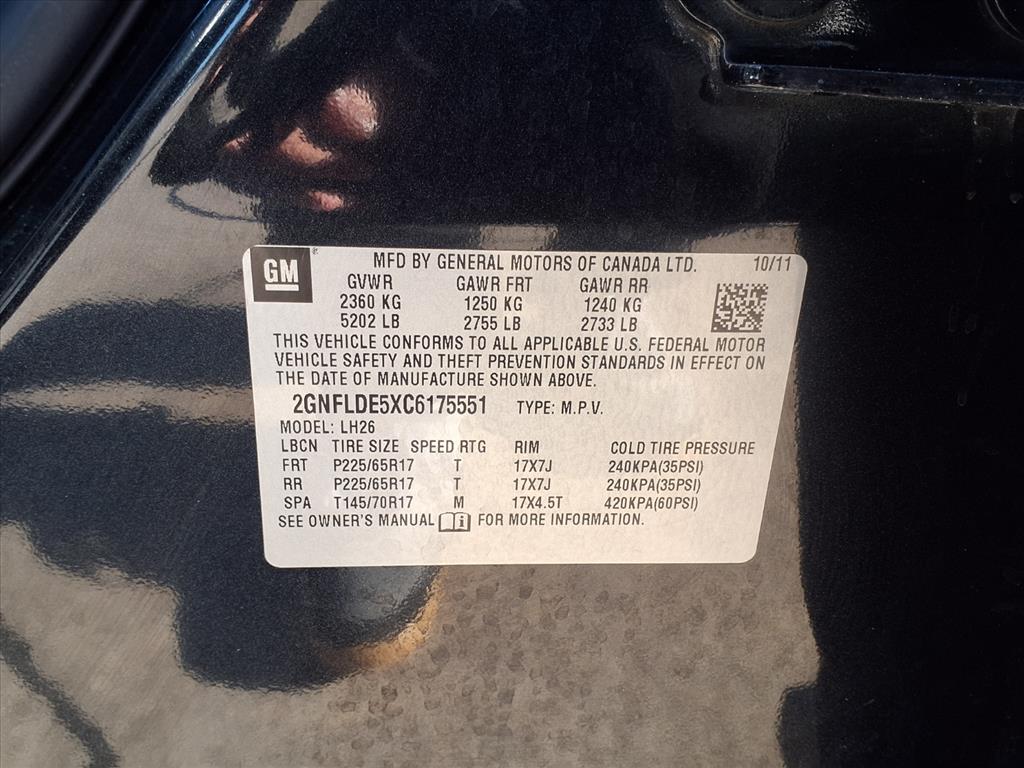 GM ® MFD BY GENERAL MOTORS OF CANADA LTD. 10/11
GVWR GAWR FRT GAWR RR
2360 KG 1250 KG 1240 KG
5202 LB 2755 LB 2733 LB
THIS VEHICLE CONFORMS TO ALL APPLICABLE U.S. FEDERAL MOTOR
VEHICLE SAFETY AND THEFT PREVENTION STANDARDS IN EFFECT ON
THE DATE OF MANUFACTURE SHOWN ABOVE.
2GNFLDE5XC6175551 TYPE: M.P.V.
MODEL: LH26
LBCN TIRE SIZE SPEED RTG RIM COLD TIRE PRESSURE
FRT P225/65R17 T 17X7J 240KPA(35PSI)
RR P225/65R17 T 17X7J 240KPA(35PSI)
SPA T145/70R17 M 17X4.5T 420KPA(60PSI)
SEE OWNER'S MANUAL i FOR MORE INFORMATION.